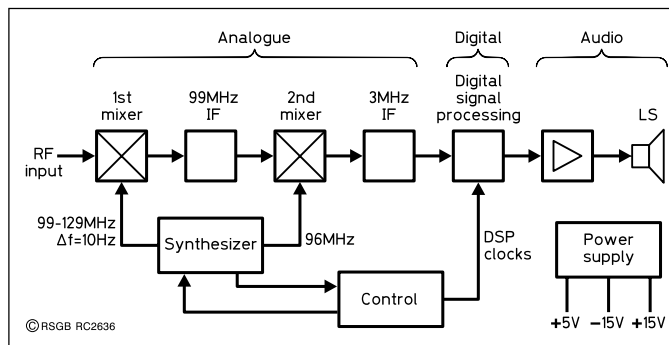 Analogue
Digital
Audio
1st
mixer
99MHz
IF
2nd
mixer
3MHz
IF
Digital
signal
processing
LS
RF
input
99-129MHz
Δf=10Hz
Synthesizer
96MHz
DSP
clocks
Control
Power
supply
+5V −15V +15V
©RSGB RC2636